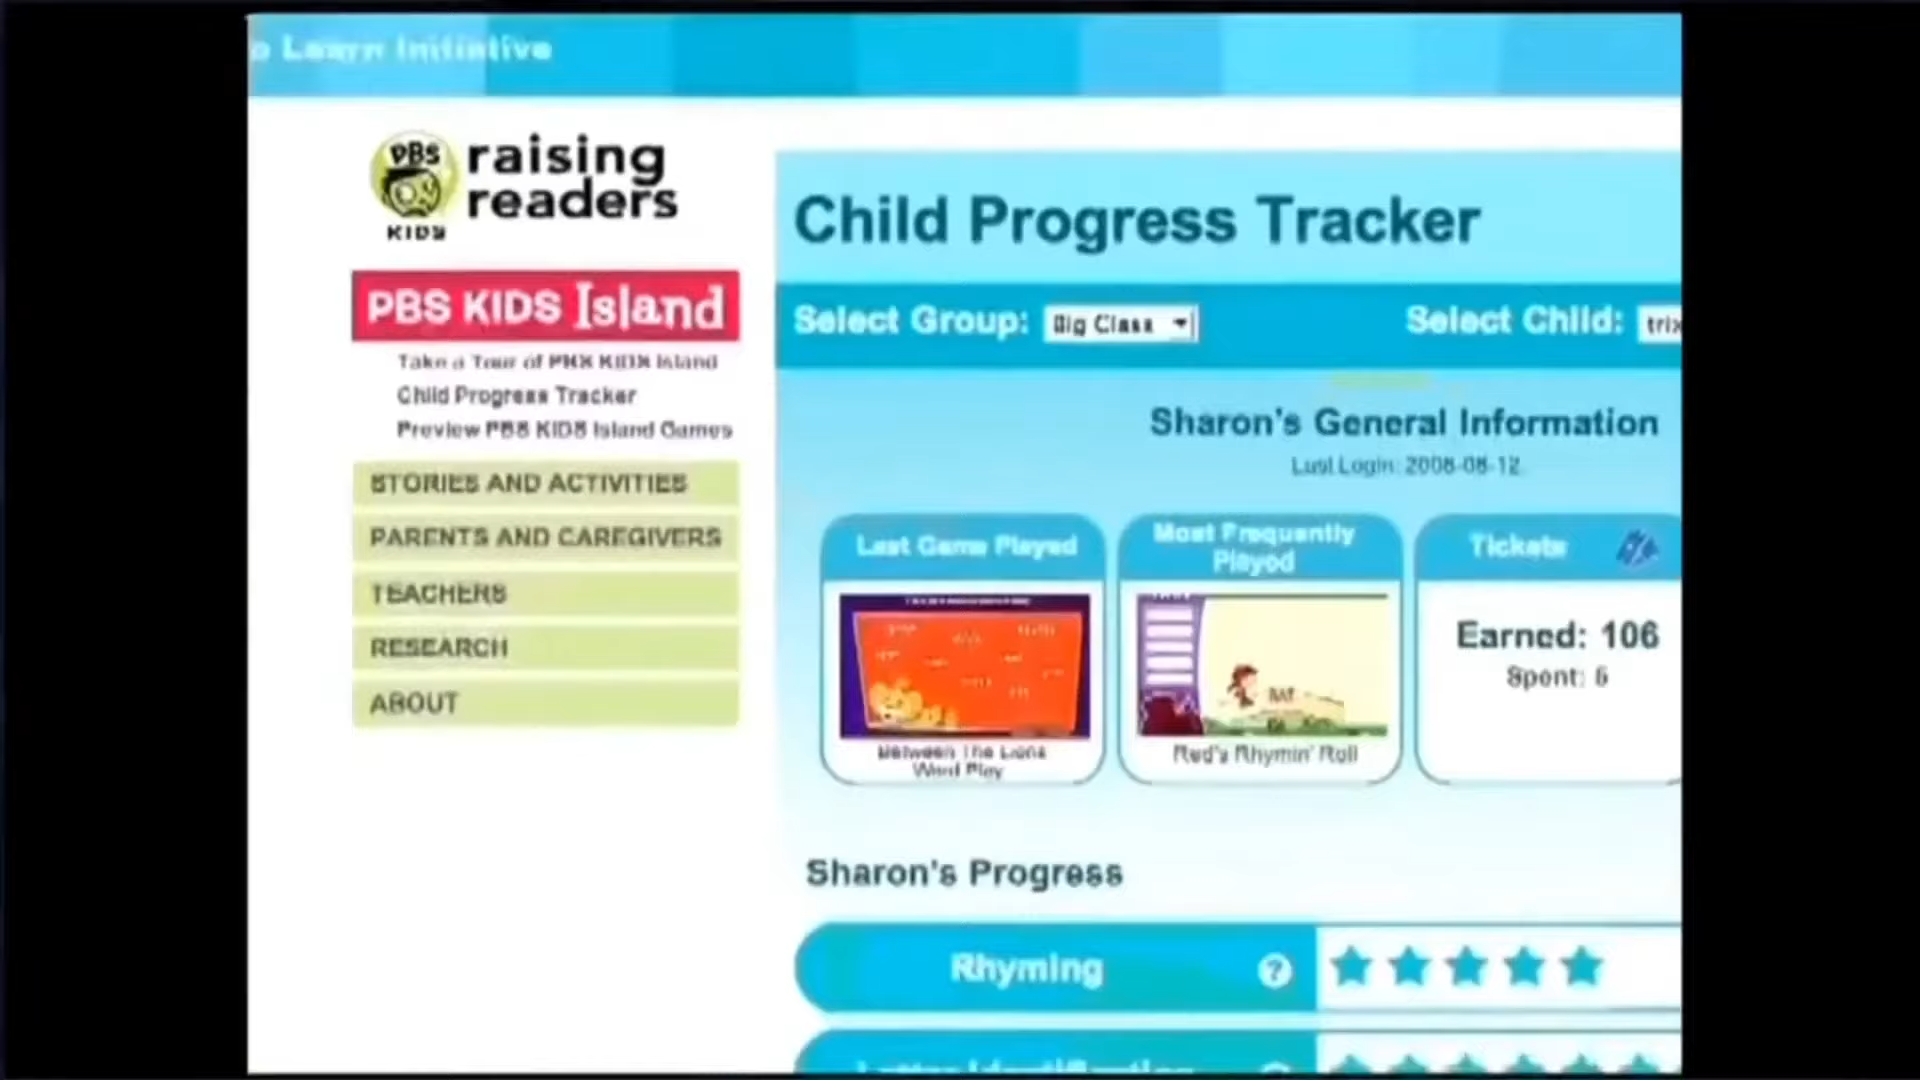 o Learn Initiative
PBS
KIDS
raising
readers
PBS KIDS Island
Take a Tour of PBS KIDS Island
Child Progress Tracker
Preview PBS KIDS Island Games
STORIES AND ACTIVITIES
PARENTS AND CAREGIVERS
TEACHERS
RESEARCH
ABOUT
Child Progress Tracker
Select Group: Big Class
Select Child: trix
Sharon's General Information
Last Login: 2008-08-12
Last Game Played
Between The Lions
Word Play
Most Frequently
Played
Red's Rhymin' Roll
Tickets
Earned: 106
Spent: 5
Sharon's Progress
Rhyming ?
Letter Identification